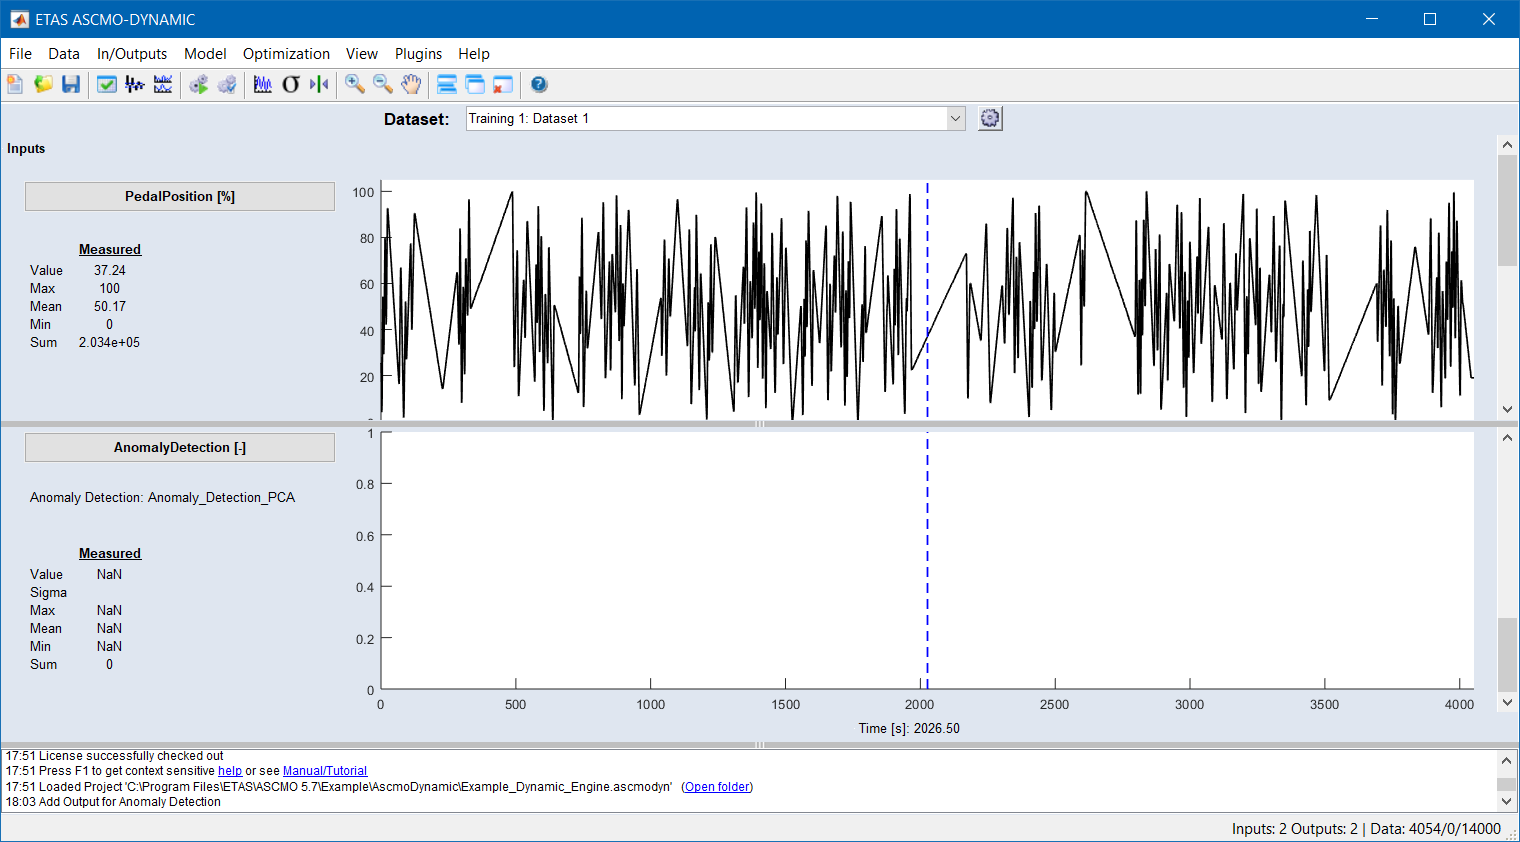 ETAS ASCMO-DYNAMIC
File Data In/Outputs Model Optimization View Plugins Help
Dataset: Training 1: Dataset 1
Inputs
PedalPosition [%]
Measured
Value 37.24
Max 100
Mean 50.17
Min 0
Sum 2.034e+05
100
80
60
40
20
AnomalyDetection [-]
Anomaly Detection: Anomaly_Detection_PCA
Measured
Value NaN
Sigma
Max NaN
Mean NaN
Min NaN
Sum 0
1
0.8
0.6
0.4
0.2
0
0 500 1000 1500 2000 2500 3000 3500 4000
Time [s]: 2026.50
17:51 License successfully checked out
17:51 Press F1 to get context sensitive help or see Manual/Tutorial
17:51 Loaded Project 'C:\Program Files\ETAS\ASCMO 5.7\Example\AscmoDynamic\Example_Dynamic_Engine.ascmodyn' (Open folder)
18:03 Add Output for Anomaly Detection
Inputs: 2 Outputs: 2 | Data: 4054/0/14000